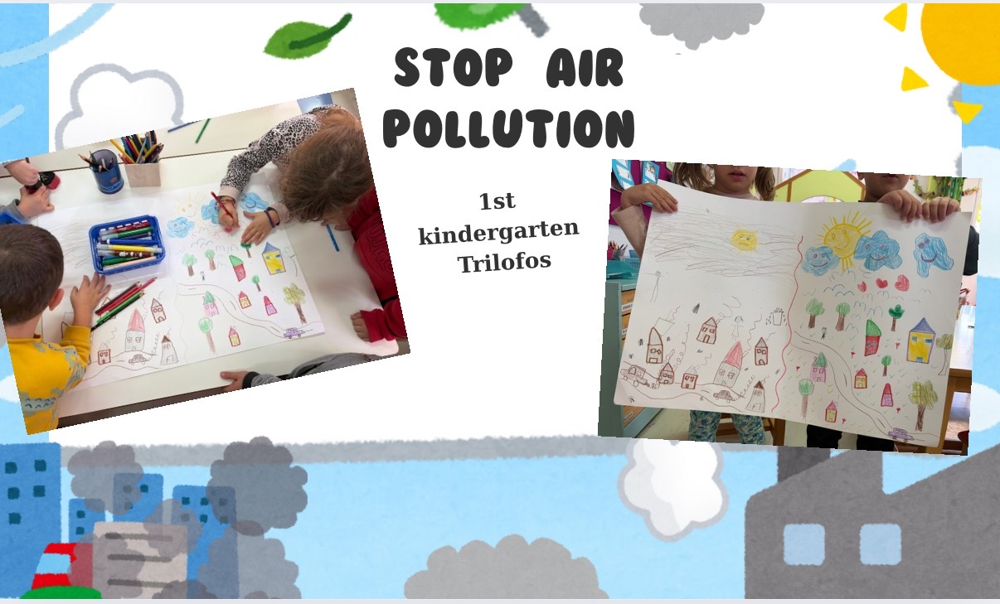 STOP AIR
POLLUTION
1st
kindergarten
Trilofos